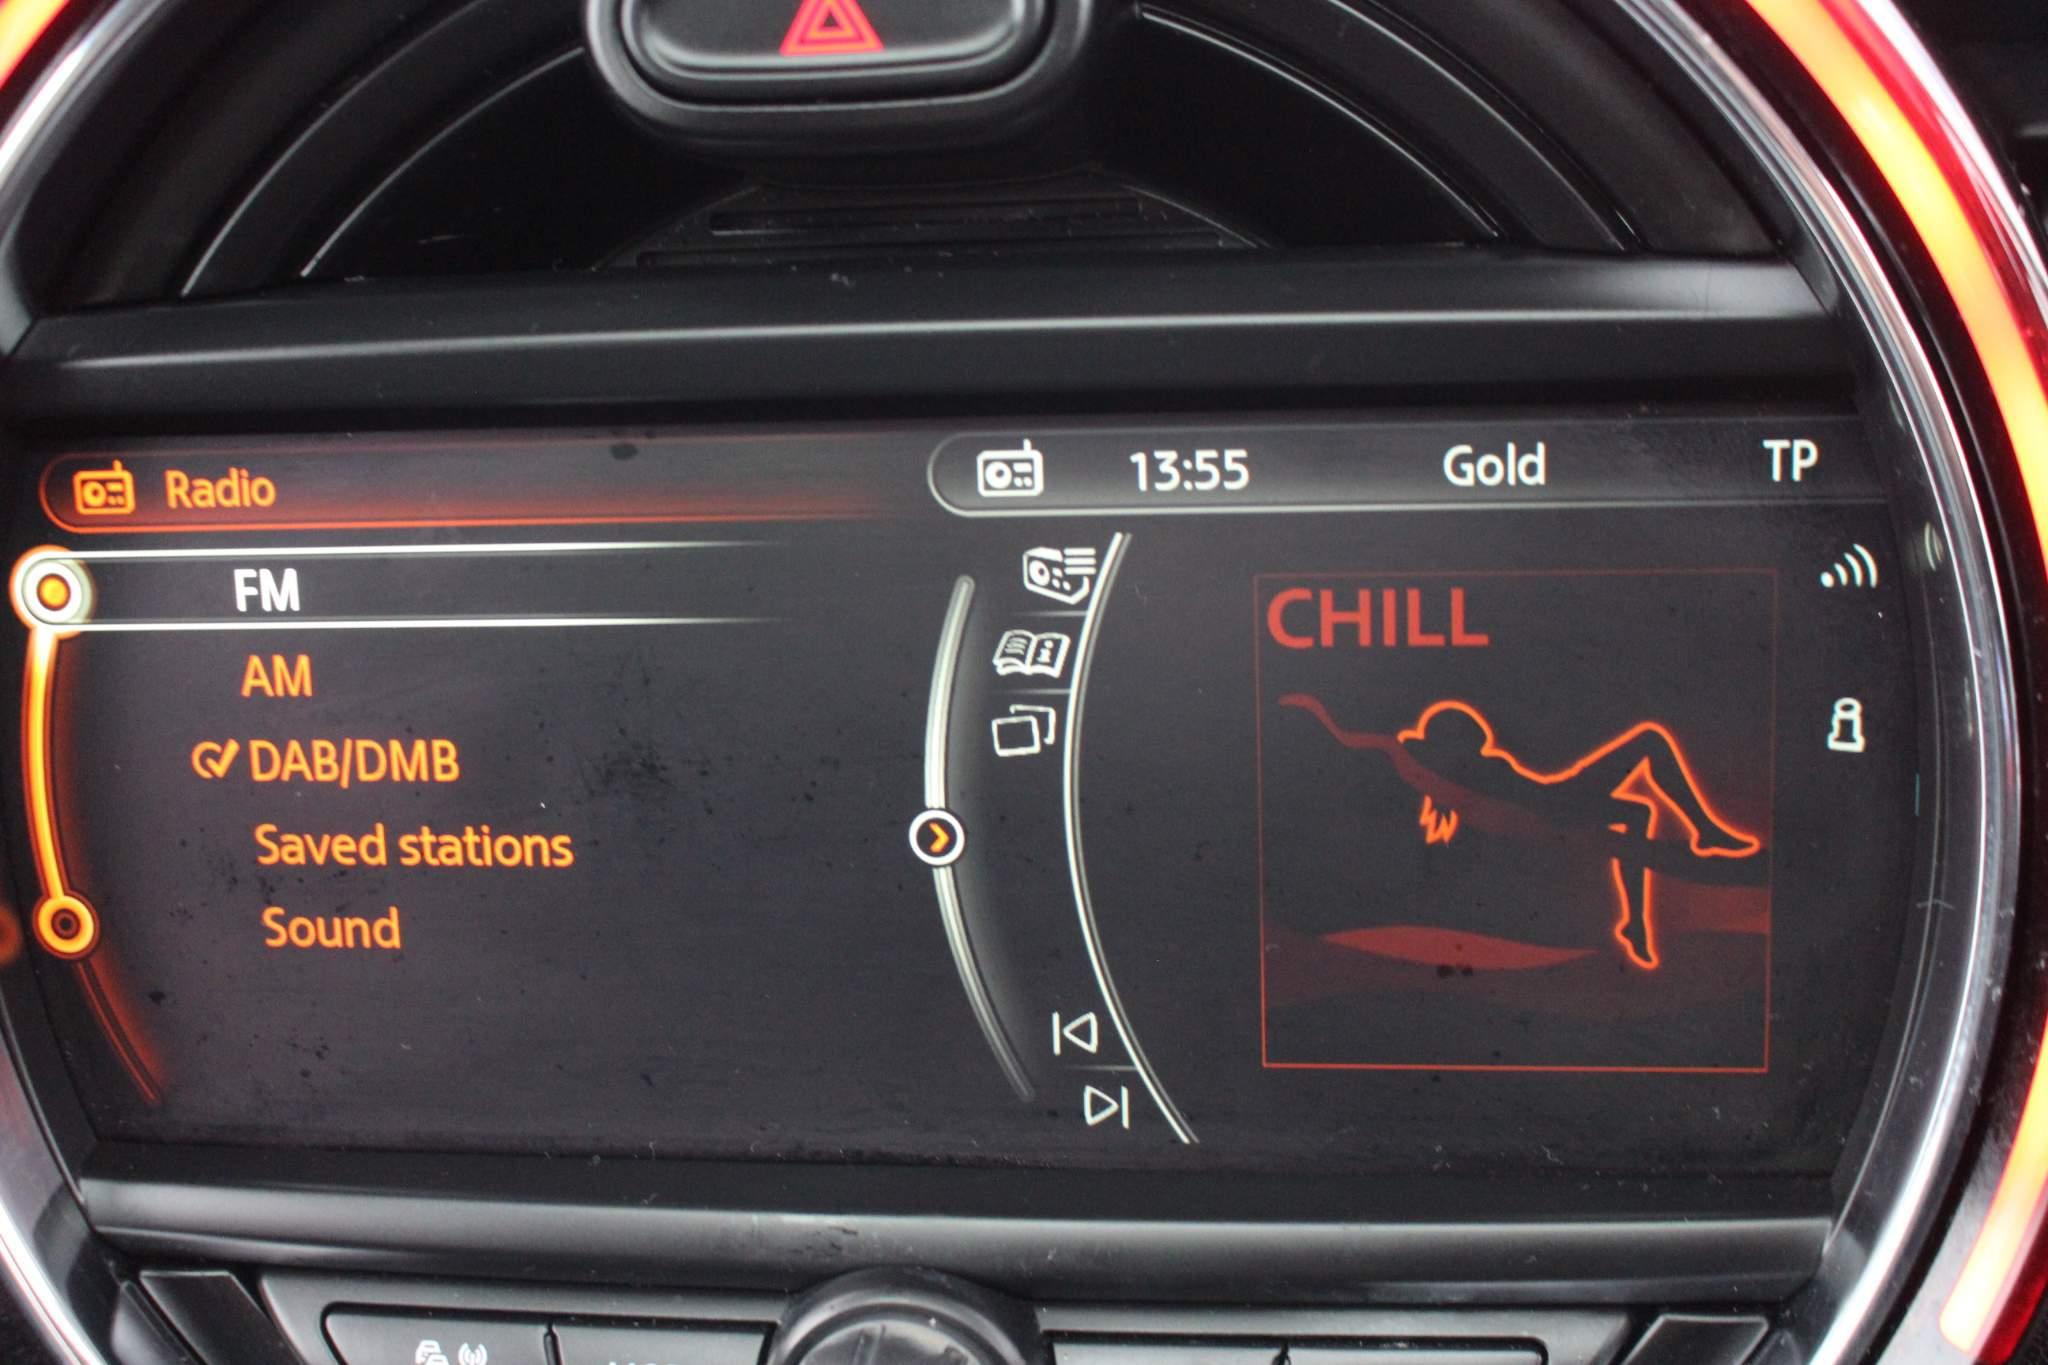 Radio
13:55 Gold TP
FM
AM
DAB/DMB
Saved stations
Sound
CHILL